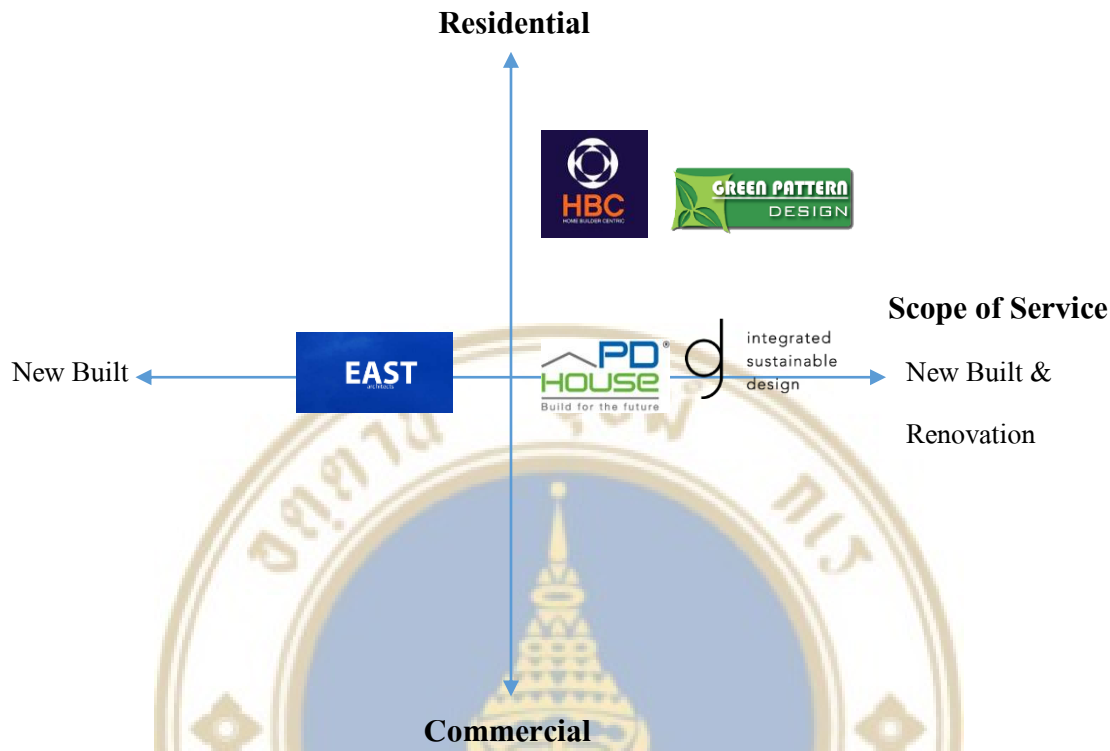 Residential
HBC
HOME BUILDER CENTRIC
GREEN PATTERN
DESIGN
Scope of Service
New Built
EAST
architects
PD®
HOUSE
Build for the future
d
integrated
sustainable
design
New Built &
Renovation
Commercial